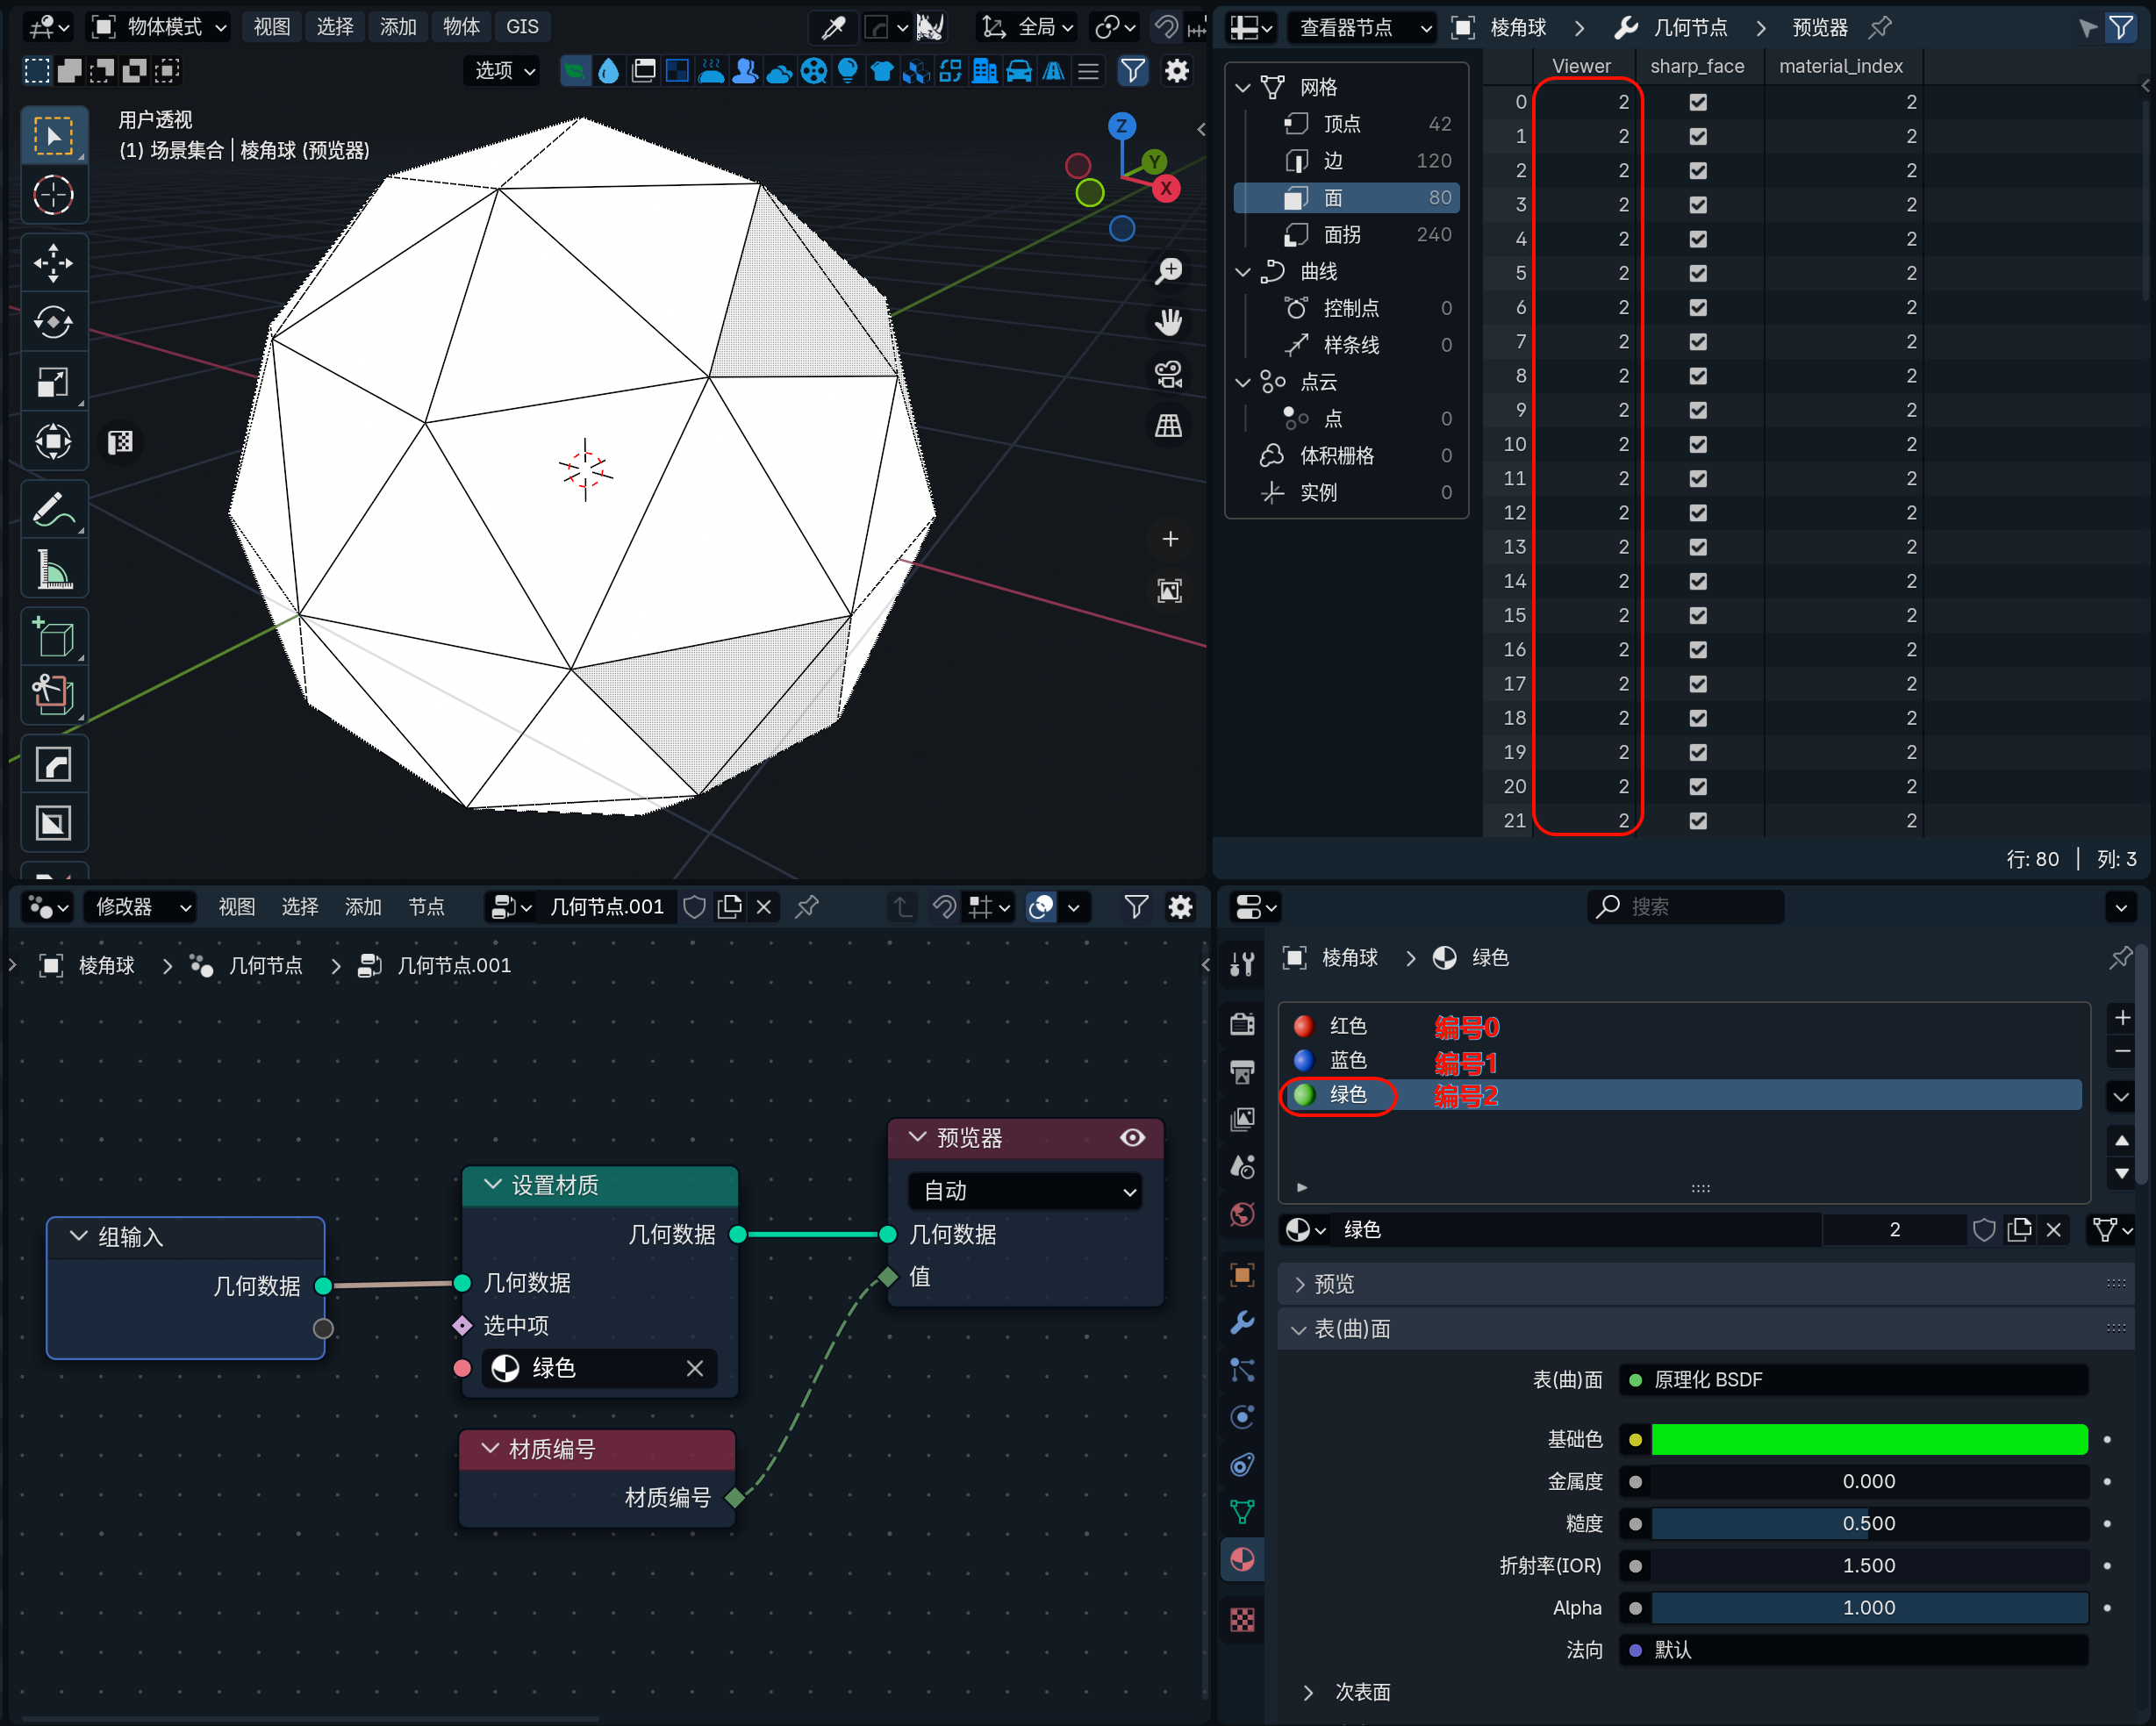 物体模式 视图 选择 添加 物体 GIS 全局
选项
用户透视
(1) 场景集合 | 棱角球 (预览器)
Z
Y
X
查看器节点 棱角球 几何节点 预览器
网格
顶点 42
边 120
面 80
面拐 240
曲线
控制点 0
样条线 0
点云
点 0
体积栅格 0
实例 0
Viewer sharp_face material_index
0 2 2
1 2 2
2 2 2
3 2 2
4 2 2
5 2 2
6 2 2
7 2 2
8 2 2
9 2 2
10 2 2
11 2 2
12 2 2
13 2 2
14 2 2
15 2 2
16 2 2
17 2 2
18 2 2
19 2 2
20 2 2
21 2 2
行: 80 | 列: 3
修改器 视图 选择 添加 节点 几何节点.001
棱角球 几何节点 几何节点.001
组输入
几何数据
设置材质
几何数据
几何数据
选中项
绿色
材质编号
材质编号
预览器
自动
几何数据
值
搜索
棱角球 绿色
红色 编号0
蓝色 编号1
绿色 编号2
绿色 2
预览
表(曲)面
表(曲)面 原理化 BSDF
基础色
金属度 0.000
糙度 0.500
折射率(IOR) 1.500
Alpha 1.000
法向 默认
次表面